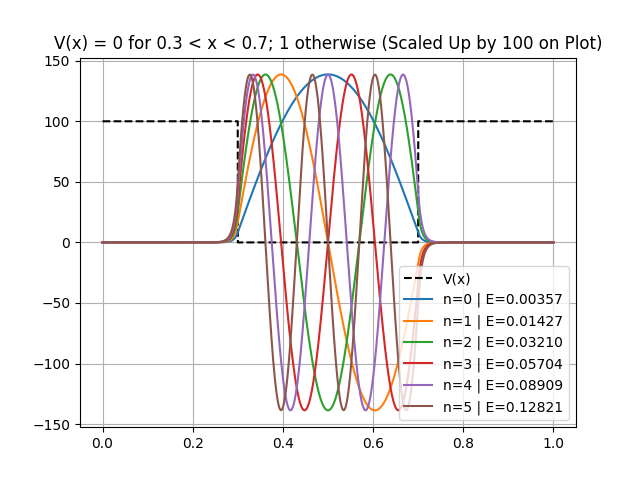 V(x) = 0 for 0.3 < x < 0.7; 1 otherwise (Scaled Up by 100 on Plot)
150
100
50
0
−50
−100
−150
0.0 0.2 0.4 0.6 0.8 1.0
V(x)
n=0 | E=0.00357
n=1 | E=0.01427
n=2 | E=0.03210
n=3 | E=0.05704
n=4 | E=0.08909
n=5 | E=0.12821